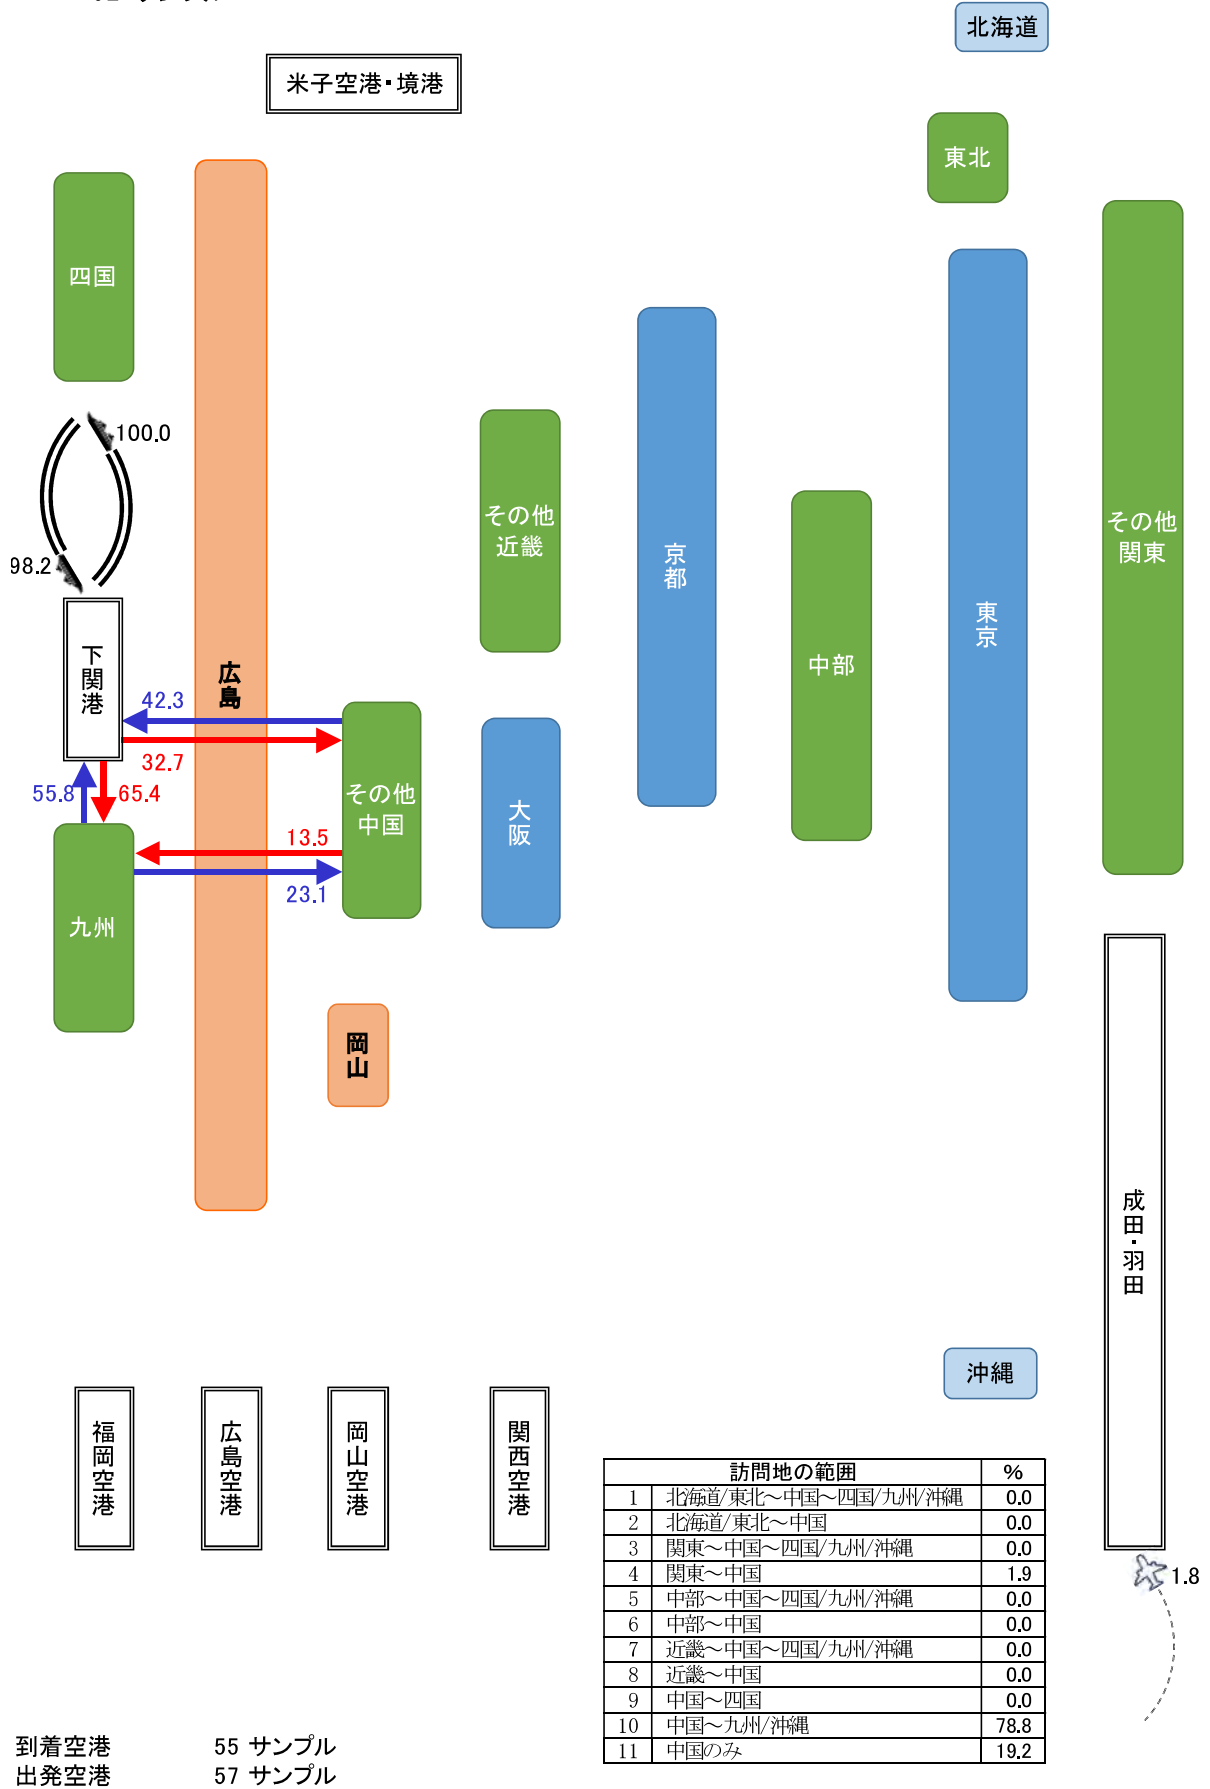 北海道
米子空港・境港
東北
四国
100.0
その他
近畿
その他
関東
京都
98.2
東京
下関港
広島
中部
42.3
32.7
55.8
65.4
その他
中国
大阪
13.5
23.1
九州
岡山
成田・羽田
沖縄
福岡空港
広島空港
岡山空港
関西空港
訪問地の範囲 %
1 北海道/東北～中国～四国/九州/沖縄 0.0
2 北海道/東北～中国 0.0
3 関東～中国～四国/九州/沖縄 0.0
4 関東～中国 1.9
5 中部～中国～四国/九州/沖縄 0.0
6 中部～中国 0.0
7 近畿～中国～四国/九州/沖縄 0.0
8 近畿～中国 0.0
9 中国～四国 0.0
10 中国～九州/沖縄 78.8
11 中国のみ 19.2
1.8
到着空港 55 サンプル
出発空港 57 サンプル